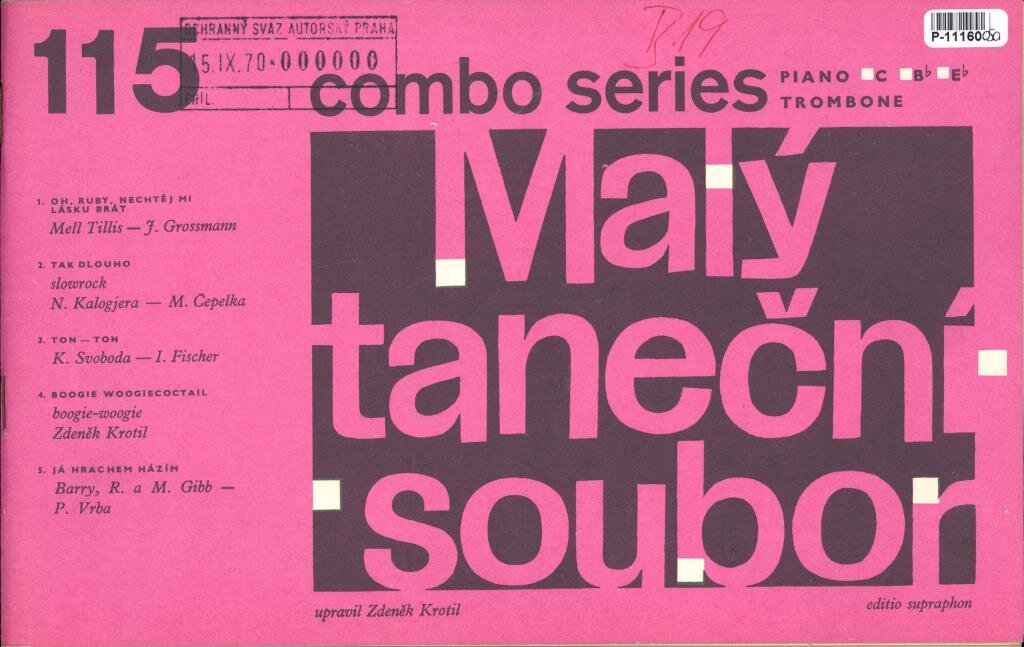 115
OCHRANNÝ SVAZ AUTORSKÝ PRAHA
15.IX.70*000000
PŘÍL.
combo series
PIANO C B♭ E♭
TROMBONE
P-11160
Malý
taneční
soubor
1. OH, RUBY, NECHTĚJ MI
LÁSKU BRÁT
Mell Tillis — J. Grossmann
2. TAK DLOUHO
slowrock
N. Kalogjera — M. Čepelka
3. TON — TON
K. Svoboda — I. Fischer
4. BOOGIE WOOGIECOCTAIL
boogie-woogie
Zdeněk Krotil
5. JÁ HRACHEM HÁZÍM
Barry, R. a M. Gibb —
P. Vrba
upravil Zdeněk Krotil
editio supraphon